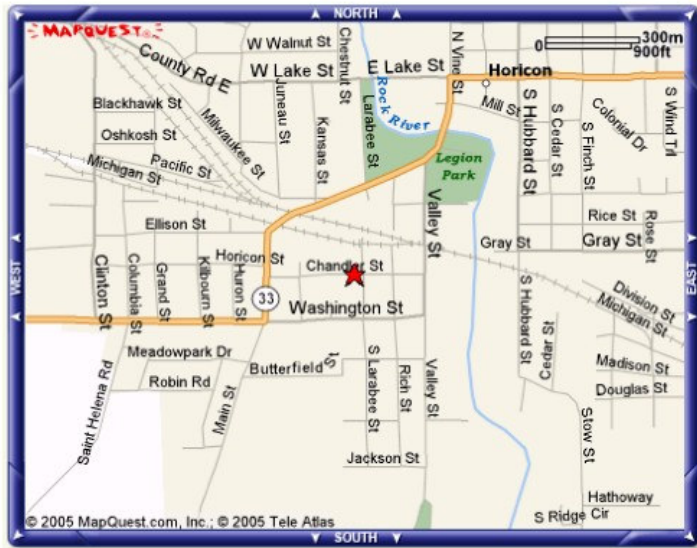 NORTH
MAPQUEST
W Walnut St
Chestnut St
N Vine St
300m
900ft
0
County Rd E
W Lake St
E Lake St
Horicon
Rock River
Mill St
Blackhawk St
Milwaukee St
Juneau St
Kansas St
Larabee St
S Hubbard St
S Cedar St
S Finch St
Colonial Dr
S Wind Trl
Oshkosh St
Michigan St
Pacific St
Legion
Park
Valley St
Ellison St
Rice St
Rose St
Gray St
Gray St
Horicon St
Chandler St
WEST
EAST
Clinton St
Columbia St
Grand St
Kilbourn St
Huron St
33
Washington St
S Hubbard St
Division St
Michigan St
Meadowpark Dr
Butterfield St
S Larabee St
Rich St
Valley St
Cedar St
Madison St
Robin Rd
Main St
Douglas St
Saint Helena Rd
Stow St
Jackson St
Hathoway
S Ridge Cir
© 2005 MapQuest.com, Inc.; © 2005 Tele Atlas
SOUTH